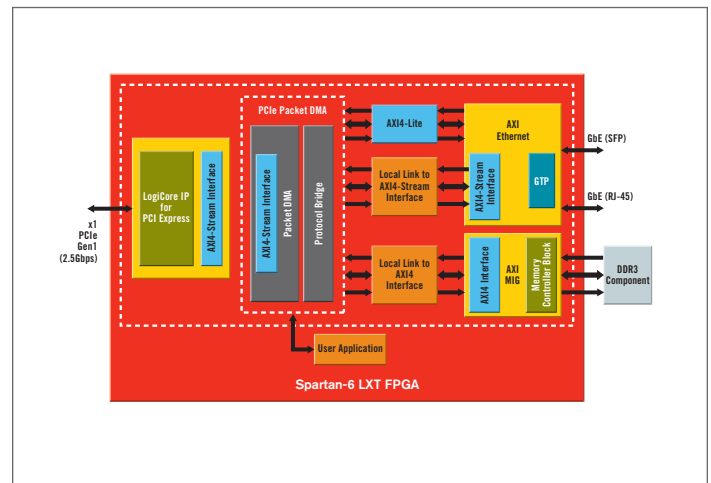 x1
PCIe
Gen1
(2.5Gbps)
LogiCore IP
for
PCI Express
AXI4-Stream Interface
PCIe Packet DMA
AXI4-Stream Interface
Packet DMA
Protocol Bridge
AXI4-Lite
Local Link to
AXI4-Stream
Interface
Local Link to
AXI4
Interface
AXI
Ethernet
AXI4-Stream
Interface
GTP
AXI4 Interface
AXI
MIG
Memory
Controller Block
GbE (SFP)
GbE (RJ-45)
DDR3
Component
User Application
Spartan-6 LXT FPGA